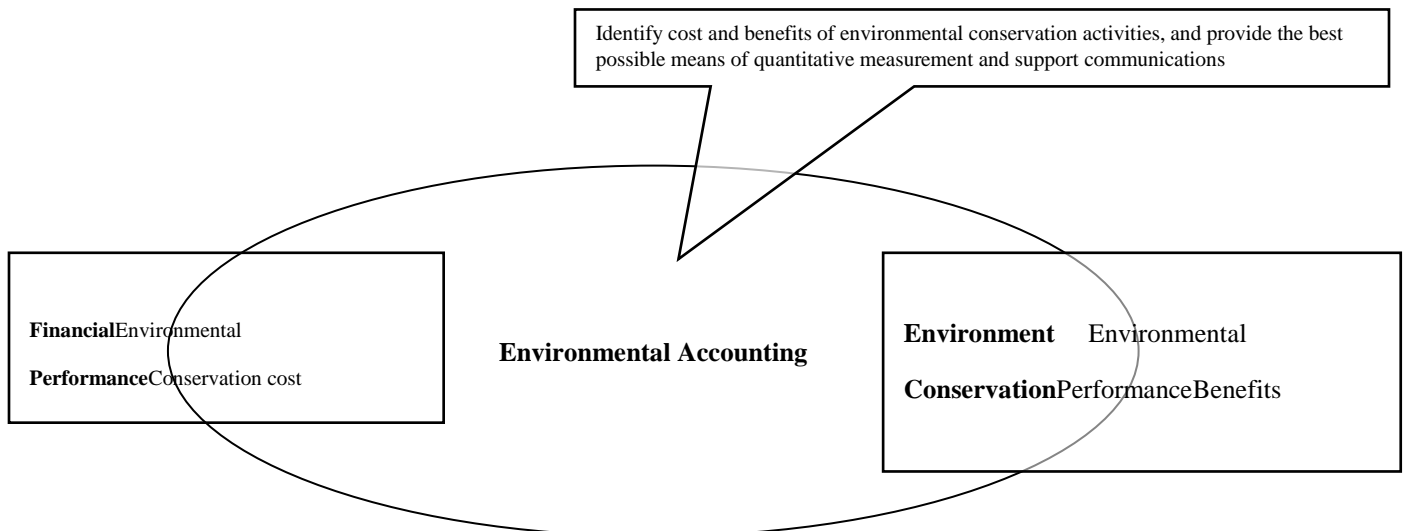 Identify cost and benefits of environmental conservation activities, and provide the best
possible means of quantitative measurement and support communications
FinancialEnvironmental
PerformanceConservation cost
Environmental Accounting
Environment Environmental
ConservationPerformanceBenefits